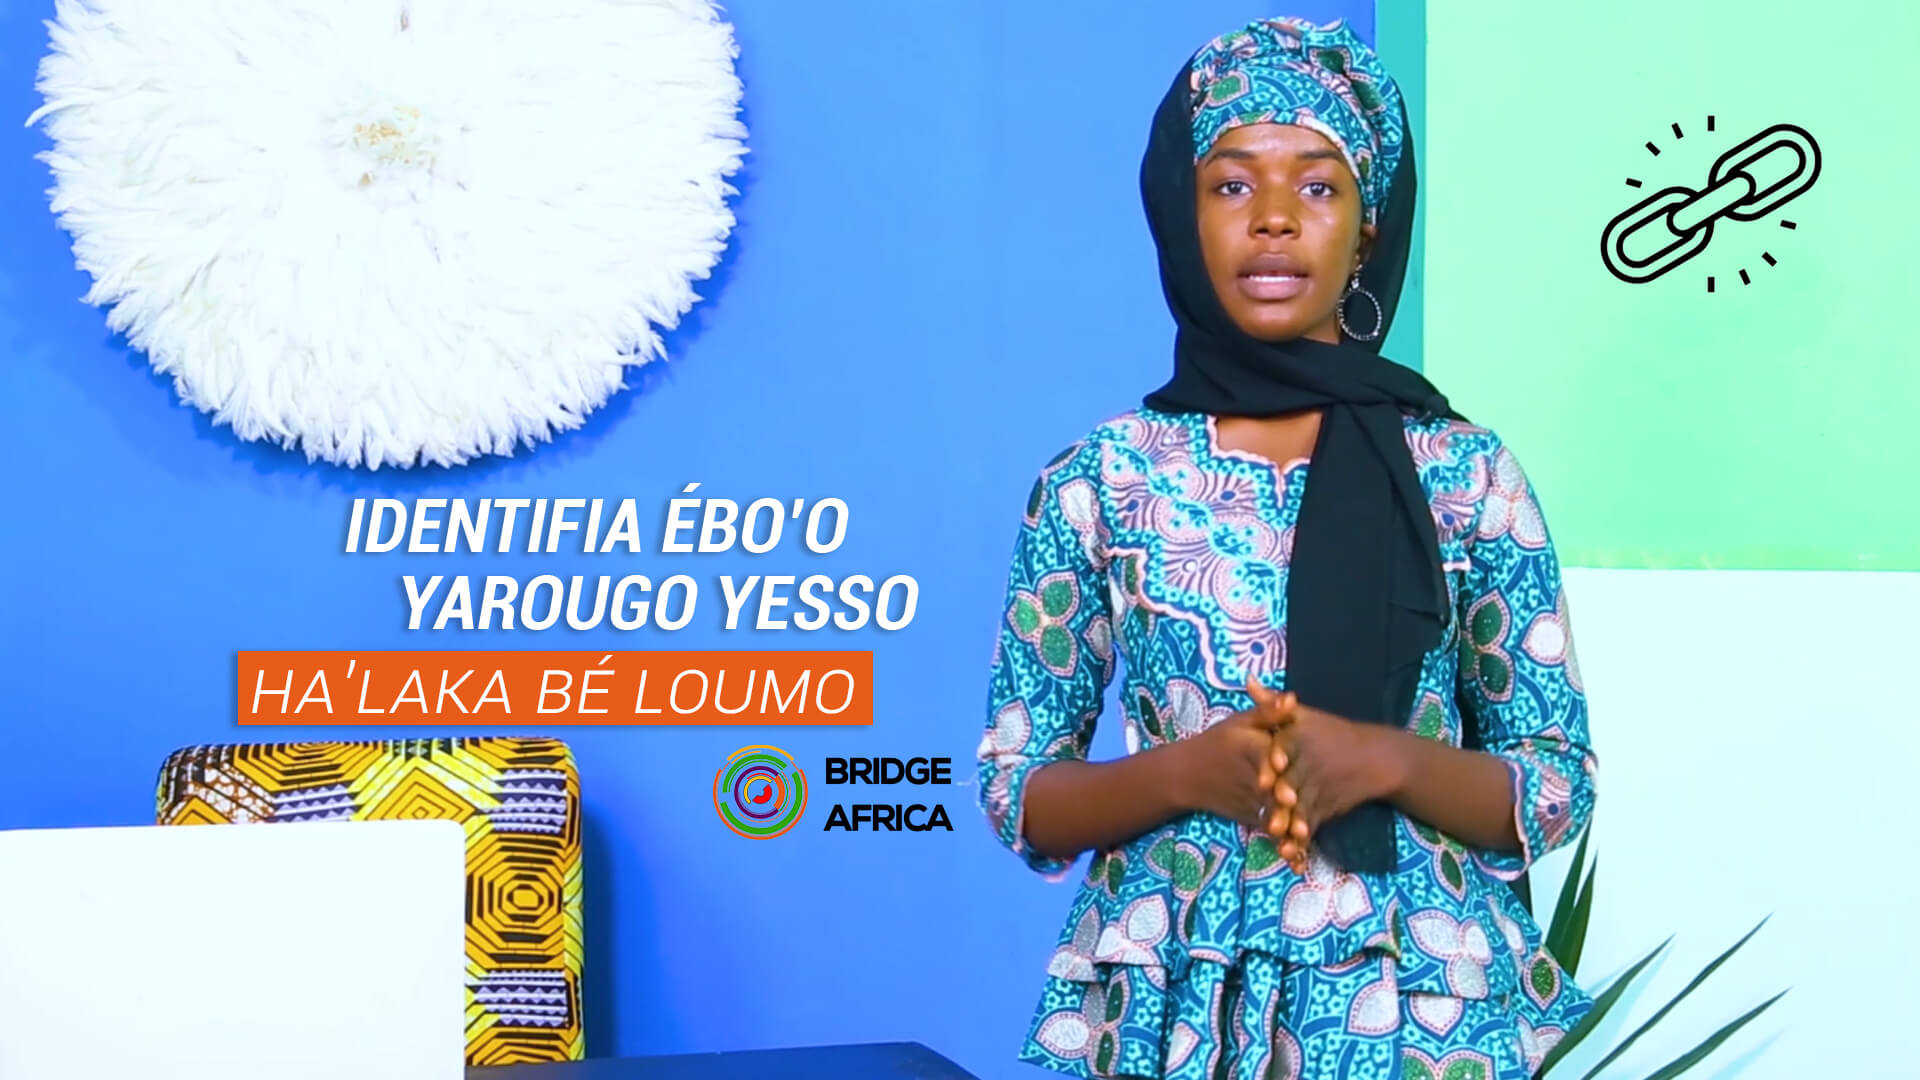 IDENTIFIA ÉBO'O
YAROUGO YESSO
HA'LAKA BÉ LOUMO
BRIDGE
AFRICA